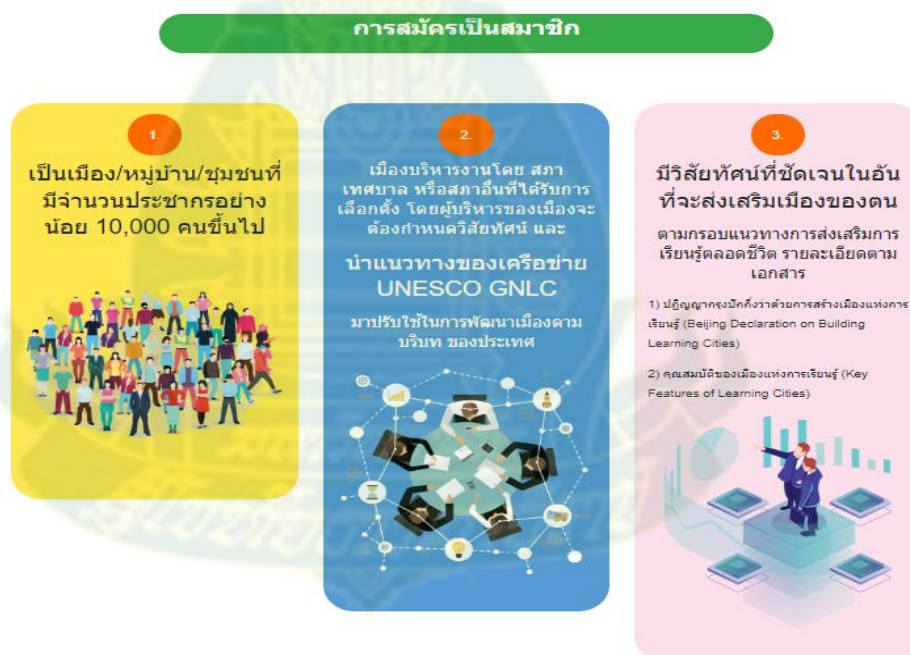 การสมัครเป็นสมาชิก
1.
เป็นเมือง/หมู่บ้าน/ชุมชนที่
มีจำนวนประชากรอย่าง
น้อย 10,000 คนขึ้นไป
2.
เมืองบริหารงานโดย สภา
เทศบาล หรือสภาอื่นที่ได้รับการ
เลือกตั้ง โดยผู้บริหารของเมืองจะ
ต้องกำหนดวิสัยทัศน์ และ
นำแนวทางของเครือข่าย
UNESCO GNLC
มาปรับใช้ในการพัฒนาเมืองตาม
บริบท ของประเทศ
3.
มีวิสัยทัศน์ที่ชัดเจนในอัน
ที่จะส่งเสริมเมืองของตน
ตามกรอบแนวทางการส่งเสริมการ
เรียนรู้ตลอดชีวิต รายละเอียดตาม
เอกสาร
1) ปฏิญญากรุงปักกิ่งว่าด้วยการสร้างเมืองแห่งการ
เรียนรู้ (Beijing Declaration on Building
Learning Cities)
2) คุณสมบัติของเมืองแห่งการเรียนรู้ (Key
Features of Learning Cities)